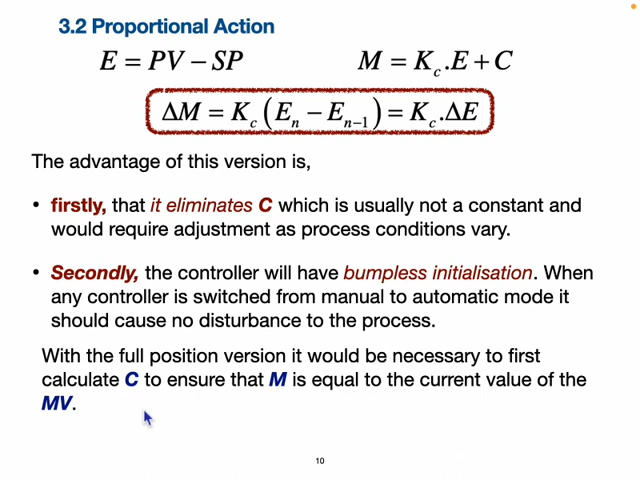 3.2 Proportional Action
E = PV − SP
M = K_c.E + C
ΔM = K_c (E_n − E_{n−1}) = K_c.ΔE
The advantage of this version is,
• firstly, that it eliminates C which is usually not a constant and
would require adjustment as process conditions vary.
• Secondly, the controller will have bumpless initialisation. When
any controller is switched from manual to automatic mode it
should cause no disturbance to the process.
With the full position version it would be necessary to first
calculate C to ensure that M is equal to the current value of the
MV.
10